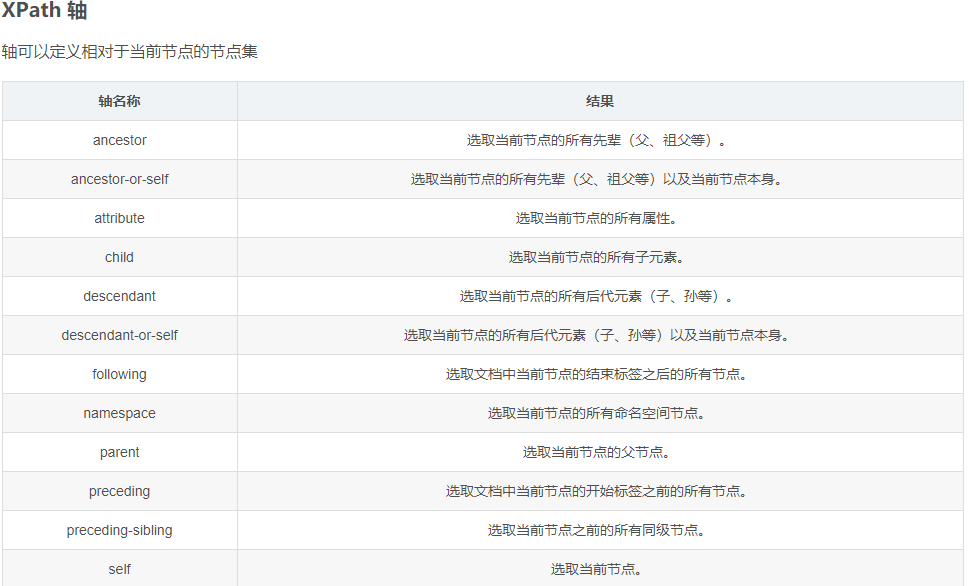 XPath 轴
轴可以定义相对于当前节点的节点集
轴名称 结果
ancestor 选取当前节点的所有先辈（父、祖父等）。
ancestor-or-self 选取当前节点的所有先辈（父、祖父等）以及当前节点本身。
attribute 选取当前节点的所有属性。
child 选取当前节点的所有子元素。
descendant 选取当前节点的所有后代元素（子、孙等）。
descendant-or-self 选取当前节点的所有后代元素（子、孙等）以及当前节点本身。
following 选取文档中当前节点的结束标签之后的所有节点。
namespace 选取当前节点的所有命名空间节点。
parent 选取当前节点的父节点。
preceding 选取文档中当前节点的开始标签之前的所有节点。
preceding-sibling 选取当前节点之前的所有同级节点。
self 选取当前节点。